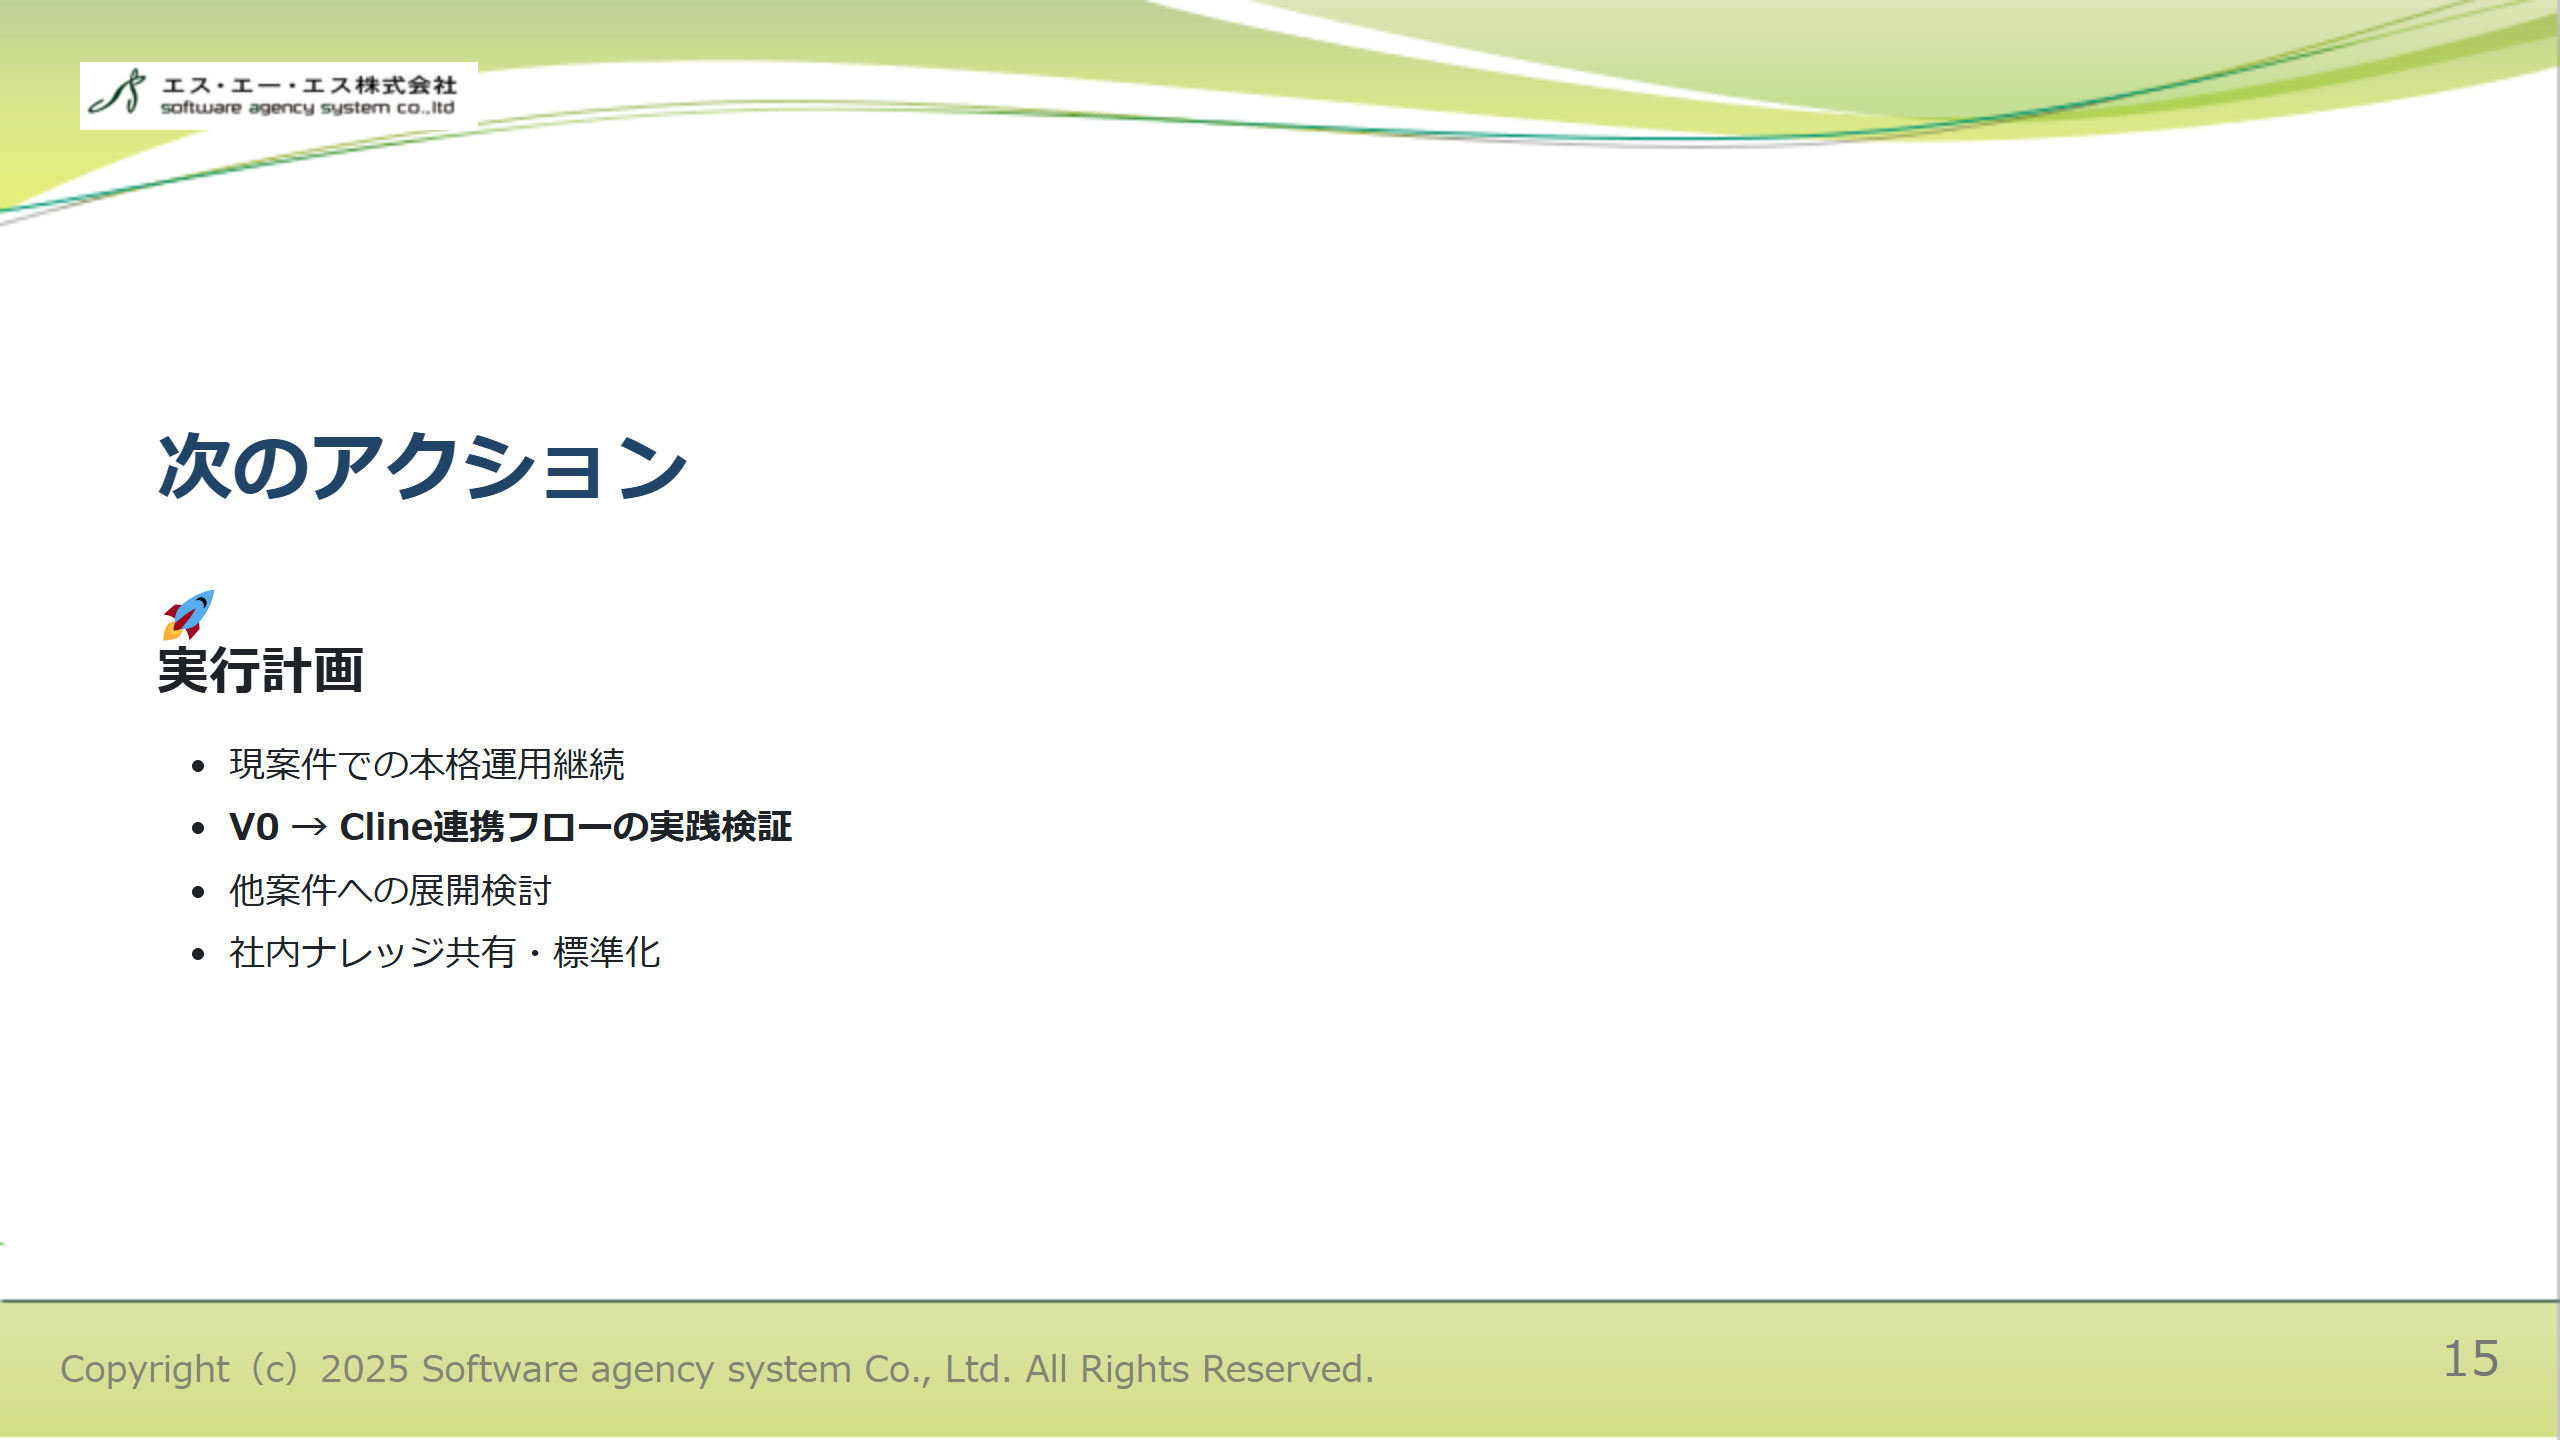 エス・エー・エス株式会社
software agency system co.,ltd
次のアクション
実行計画
• 現案件での本格運用継続
• V0 → Cline連携フローの実践検証
• 他案件への展開検討
• 社内ナレッジ共有・標準化
Copyright（c）2025 Software agency system Co., Ltd. All Rights Reserved.
15